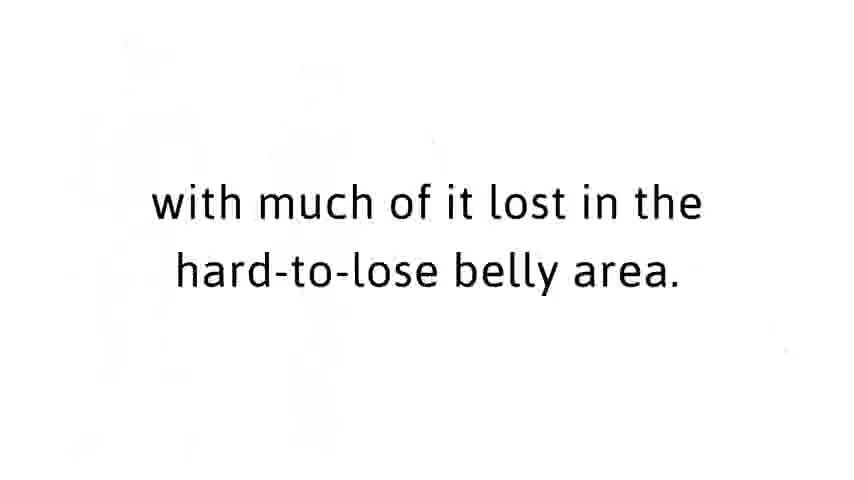 with much of it lost in the
hard-to-lose belly area.